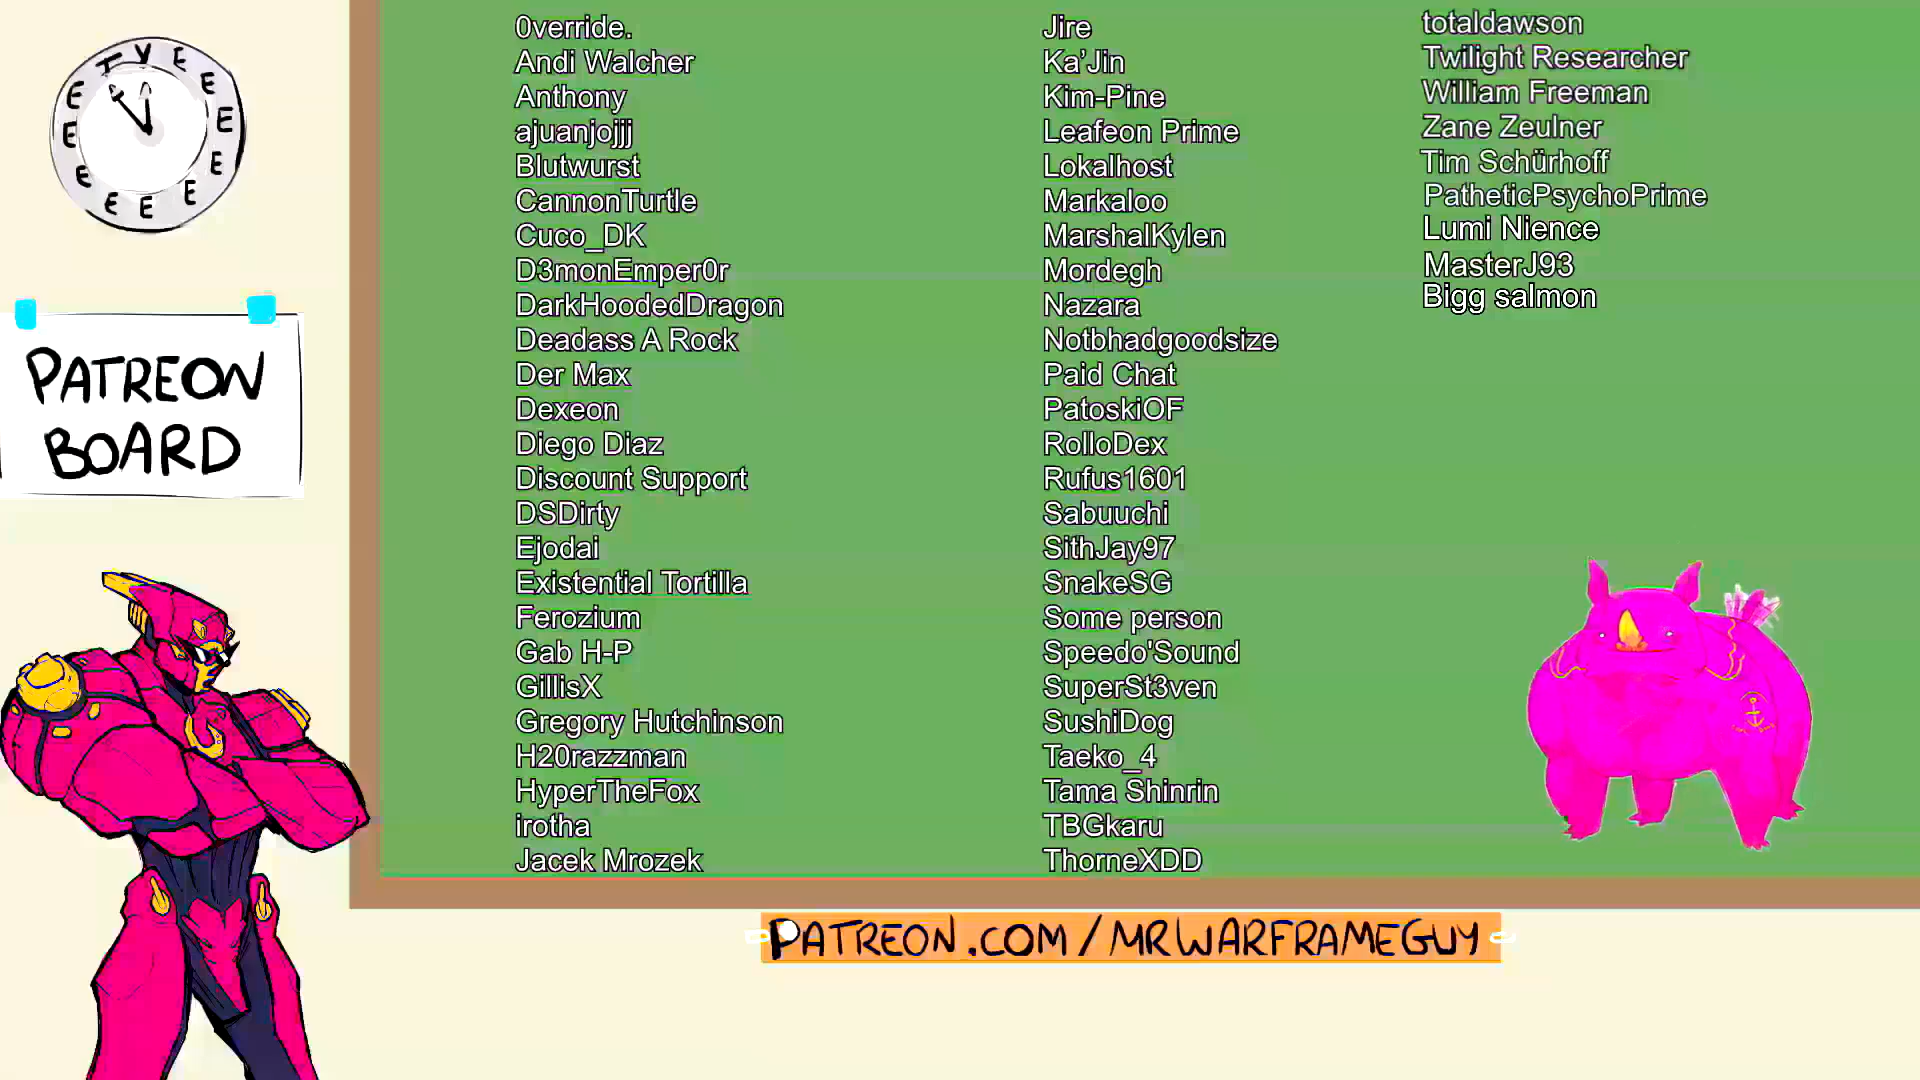 E T Y E E E E E E E E E E
PATREON
BOARD
0verride.
Andi Walcher
Anthony
ajuanjojjj
Blutwurst
CannonTurtle
Cuco_DK
D3monEmper0r
DarkHoodedDragon
Deadass A Rock
Der Max
Dexeon
Diego Diaz
Discount Support
DSDirty
Ejodai
Existential Tortilla
Ferozium
Gab H-P
GillisX
Gregory Hutchinson
H20razzman
HyperTheFox
irotha
Jacek Mrozek
Jire
Ka'Jin
Kim-Pine
Leafeon Prime
Lokalhost
Markaloo
MarshalKylen
Mordegh
Nazara
Notbhadgoodsize
Paid Chat
PatoskiOF
RolloDex
Rufus1601
Sabuuchi
SithJay97
SnakeSG
Some person
Speedo'Sound
SuperSt3ven
SushiDog
Taeko_4
Tama Shinrin
TBGkaru
ThorneXDD
totaldawson
Twilight Researcher
William Freeman
Zane Zeulner
Tim Schürhoff
PatheticPsychoPrime
Lumi Nience
MasterJ93
Bigg salmon
PATREON.COM/MRWARFRAMEGUY